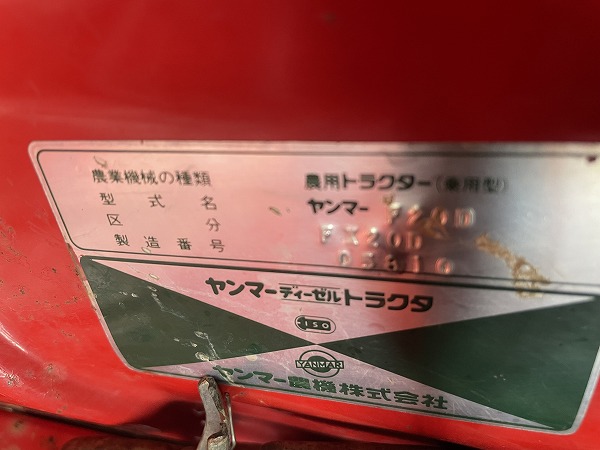 農業機械の種類 農用トラクター(乗用型)
型式名 ヤンマー F20D
区分 FX20D
製造番号
ヤンマーディーゼルトラクタ
ISO
YANMAR
ヤンマー農機株式会社